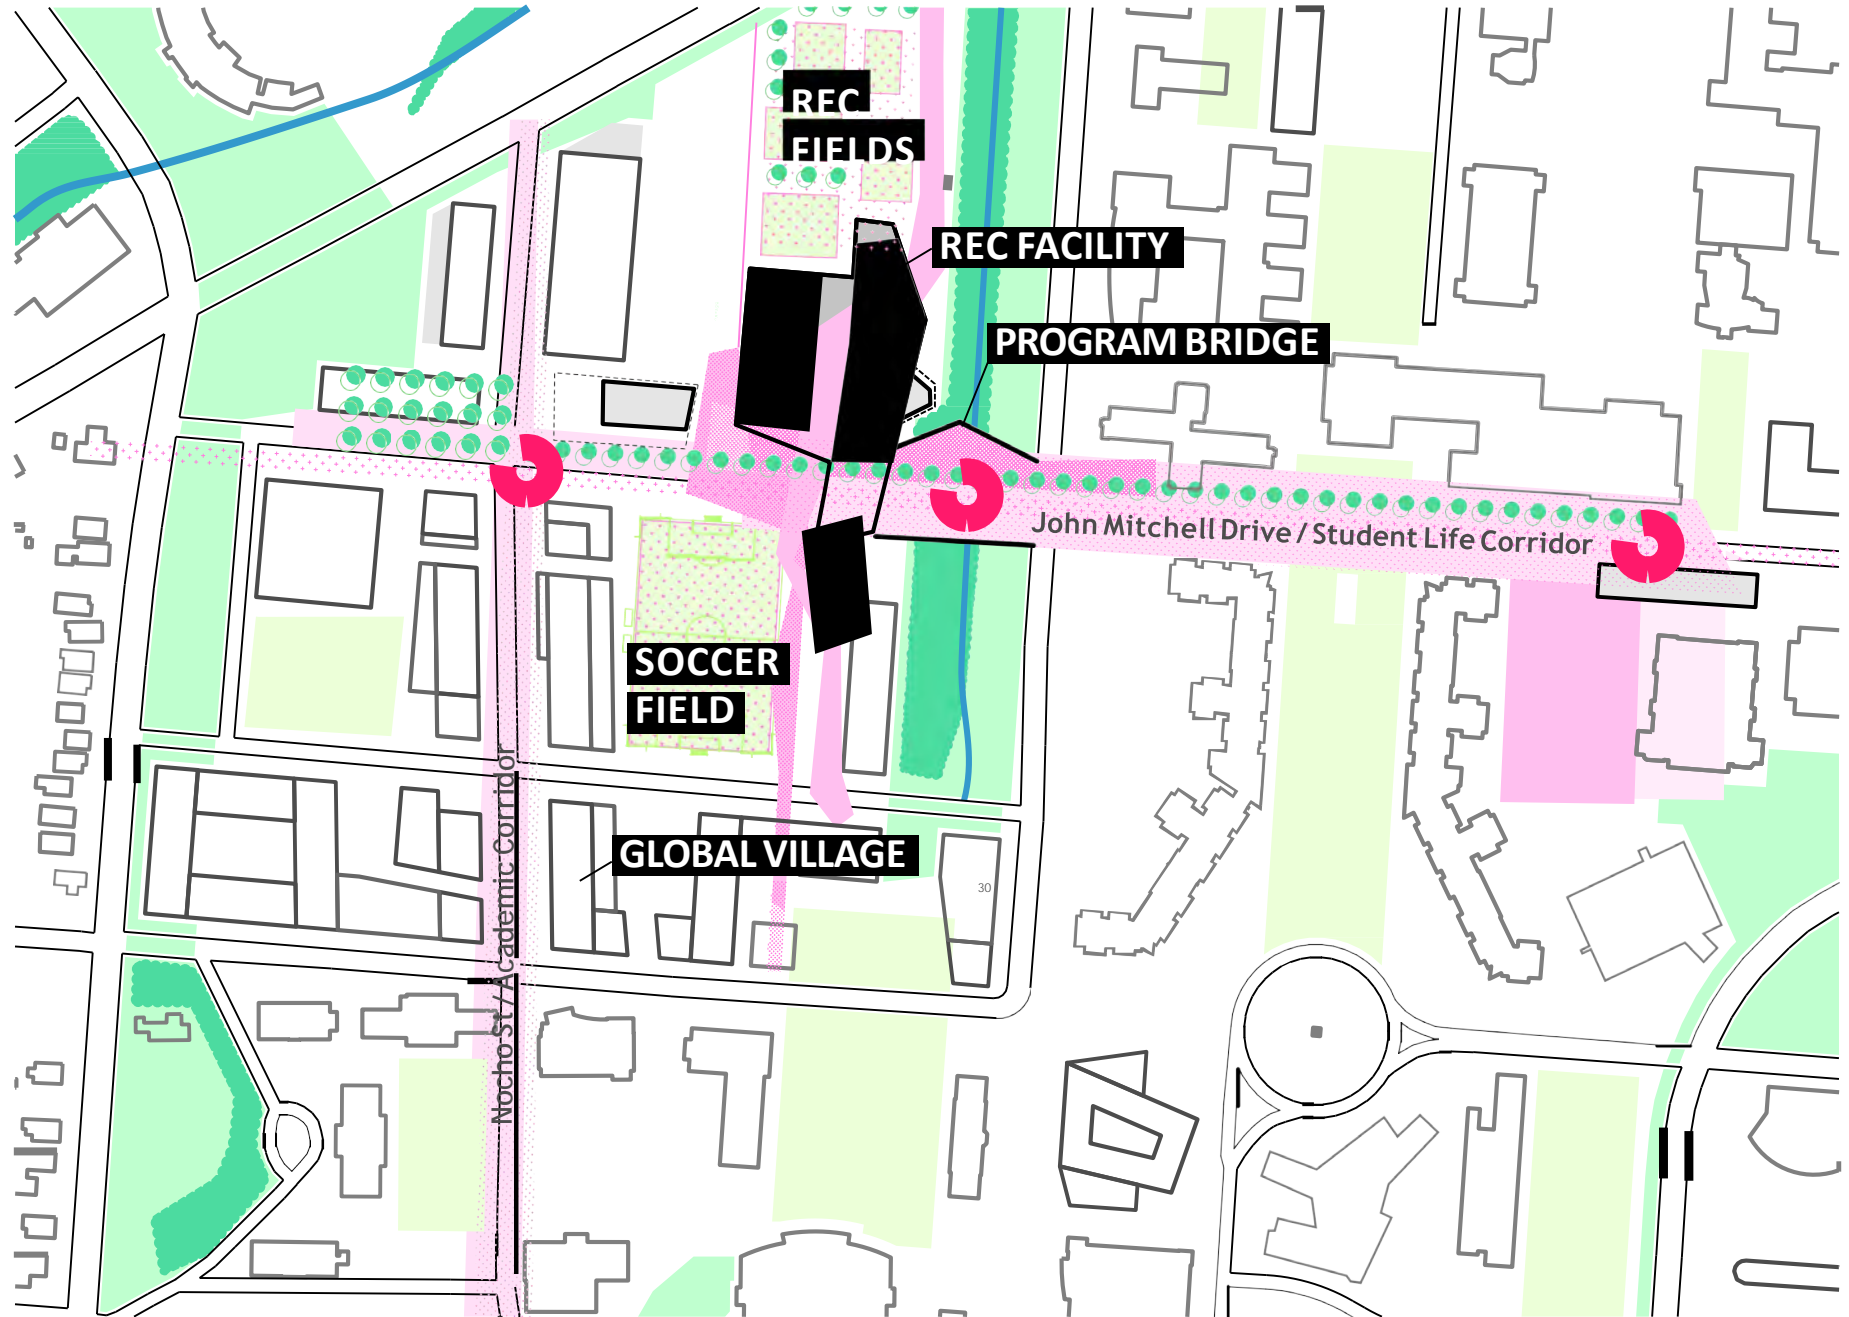 REC
FIELDS
REC FACILITY
PROGRAM BRIDGE
John Mitchell Drive / Student Life Corridor
SOCCER
FIELD
GLOBAL VILLAGE
30
Nocho St / Academic Corridor